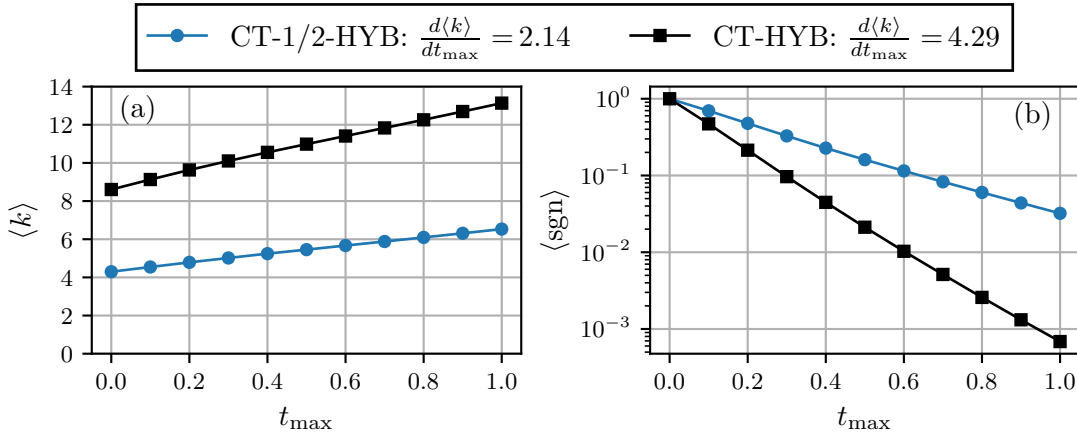 CT-1/2-HYB: d⟨k⟩/dt_max = 2.14
CT-HYB: d⟨k⟩/dt_max = 4.29
(a)
⟨k⟩
14
12
10
8
6
4
2
0
0.0 0.2 0.4 0.6 0.8 1.0
t_max
(b)
⟨sgn⟩
10^0
10^-1
10^-2
10^-3
0.0 0.2 0.4 0.6 0.8 1.0
t_max